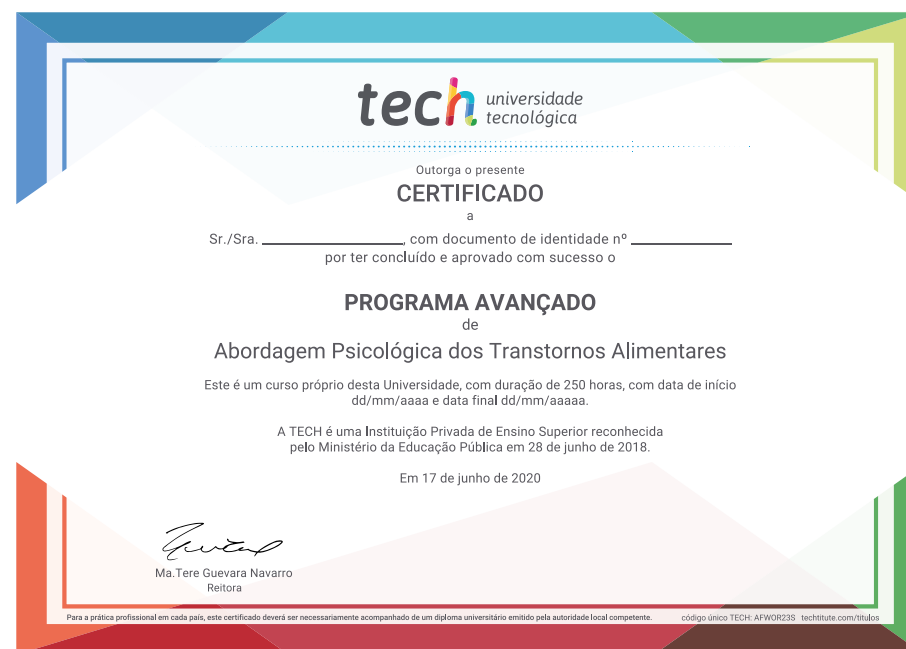 tech universidade
tecnológica
Outorga o presente
CERTIFICADO
a
Sr./Sra. ____________, com documento de identidade nº ____________
por ter concluído e aprovado com sucesso o
PROGRAMA AVANÇADO
de
Abordagem Psicológica dos Transtornos Alimentares
Este é um curso próprio desta Universidade, com duração de 250 horas, com data de início
dd/mm/aaaa e data final dd/mm/aaaaa.
A TECH é uma Instituição Privada de Ensino Superior reconhecida
pelo Ministério da Educação Pública em 28 de junho de 2018.
Em 17 de junho de 2020
Ma.Tere Guevara Navarro
Reitora
Para a prática profissional em cada país, este certificado deverá ser necessariamente acompanhado de um diploma universitário emitido pela autoridade local competente. código único TECH: AFWOR23S techtitute.com/titulos